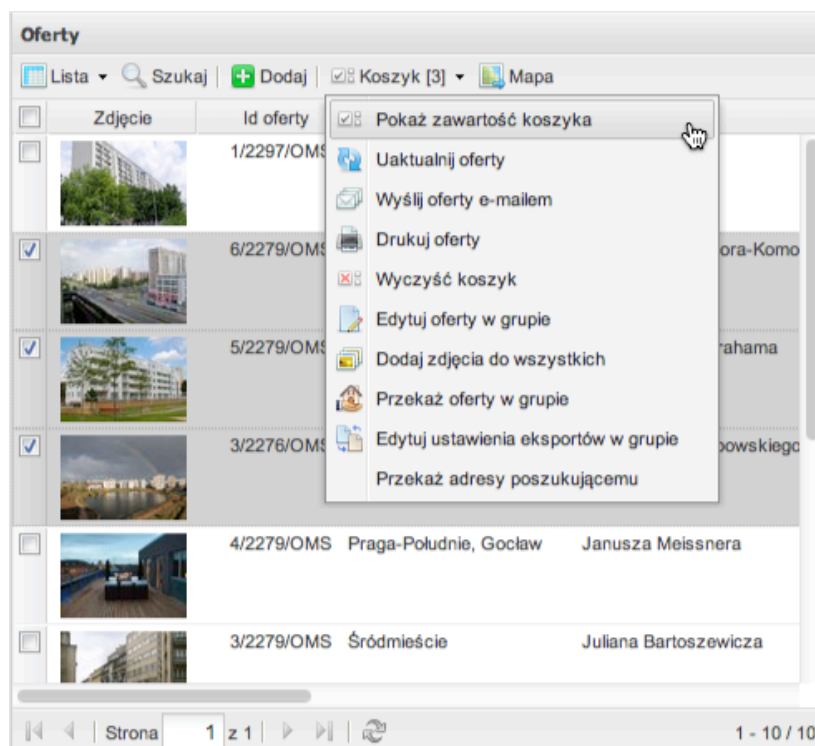 Oferty
Lista Szukaj Dodaj Koszyk [3] Mapa
Zdjęcie Id oferty
Pokaż zawartość koszyka
1/2297/OMS
Uaktualnij oferty
Wyślij oferty e-mailem
Drukuj oferty
6/2279/OMS ora-Komo
Wyczyść koszyk
Edytuj oferty w grupie
5/2279/OMS rahama
Dodaj zdjęcia do wszystkich
Przekaż oferty w grupie
Edytuj ustawienia eksportów w grupie
3/2276/OMS bowskiego
Przekaż adresy poszukującemu
4/2279/OMS Praga-Południe, Gocław Janusza Meissnera
3/2279/OMS Śródmieście Juliana Bartoszewicza
Strona 1 z 1 1 - 10 / 10